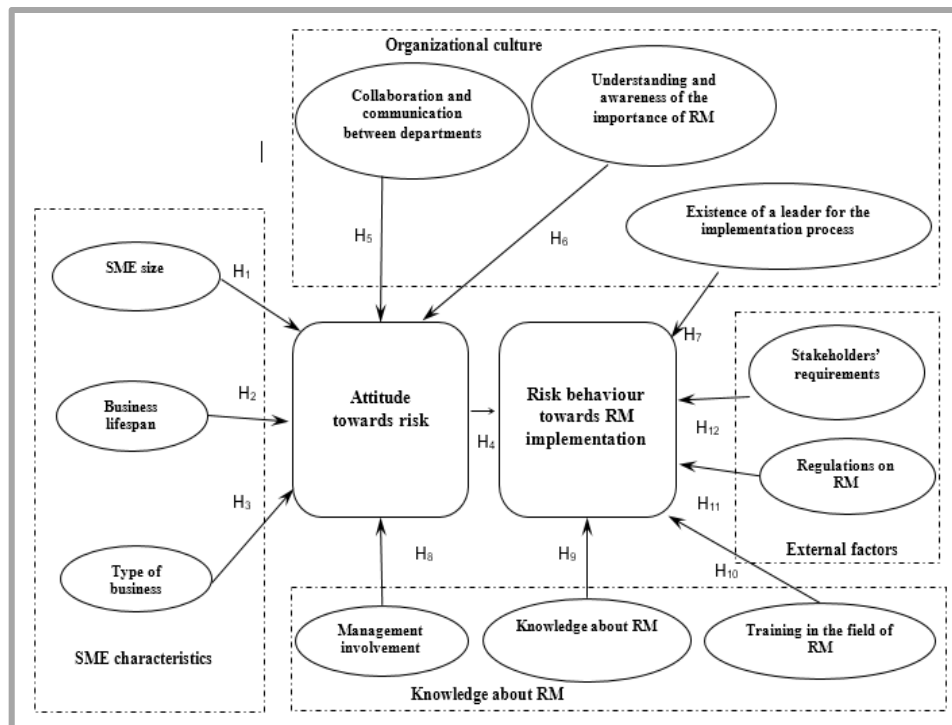 Organizational culture
Collaboration and
communication
between departments
Understanding and
awareness of the
importance of RM
Existence of a leader for the
implementation process
H5
H6
H7
SME size
H1
Business
lifespan
H2
H3
Type of
business
SME characteristics
Attitude
towards risk
H4
Risk behaviour
towards RM
implementation
Stakeholders'
requirements
H12
Regulations on
RM
H11
External factors
H8
H9
H10
Management
involvement
Knowledge about RM
Training in the field of
RM
Knowledge about RM